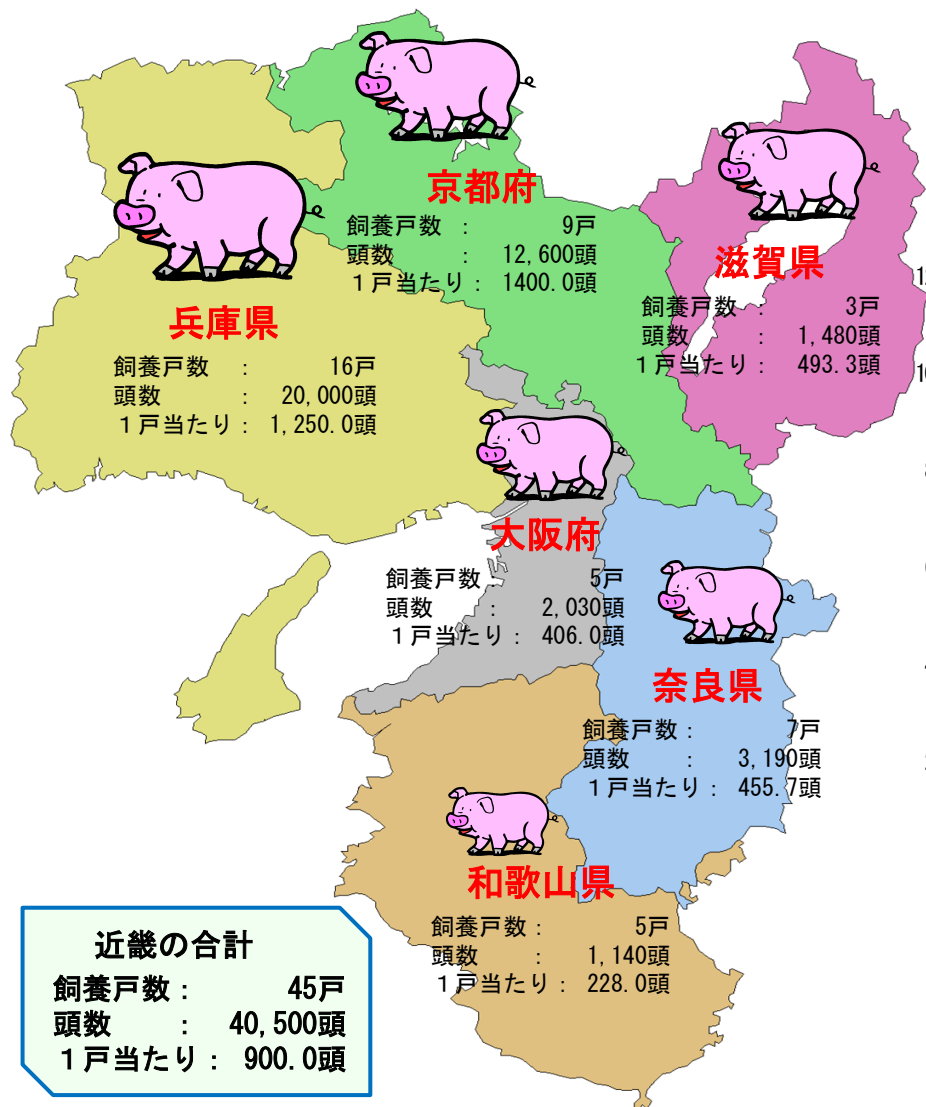 京都府
飼養戸数 : 9戸
頭数 : 12,600頭
1戸当たり : 1400.0頭
滋賀県
飼養戸数 : 3戸
頭数 : 1,480頭
1戸当たり : 493.3頭
兵庫県
飼養戸数 : 16戸
頭数 : 20,000頭
1戸当たり : 1,250.0頭
大阪府
飼養戸数 : 5戸
頭数 : 2,030頭
1戸当たり : 406.0頭
奈良県
飼養戸数 : 7戸
頭数 : 3,190頭
1戸当たり : 455.7頭
和歌山県
飼養戸数 : 5戸
頭数 : 1,140頭
1戸当たり : 228.0頭
近畿の合計
飼養戸数 : 45戸
頭数 : 40,500頭
1戸当たり : 900.0頭